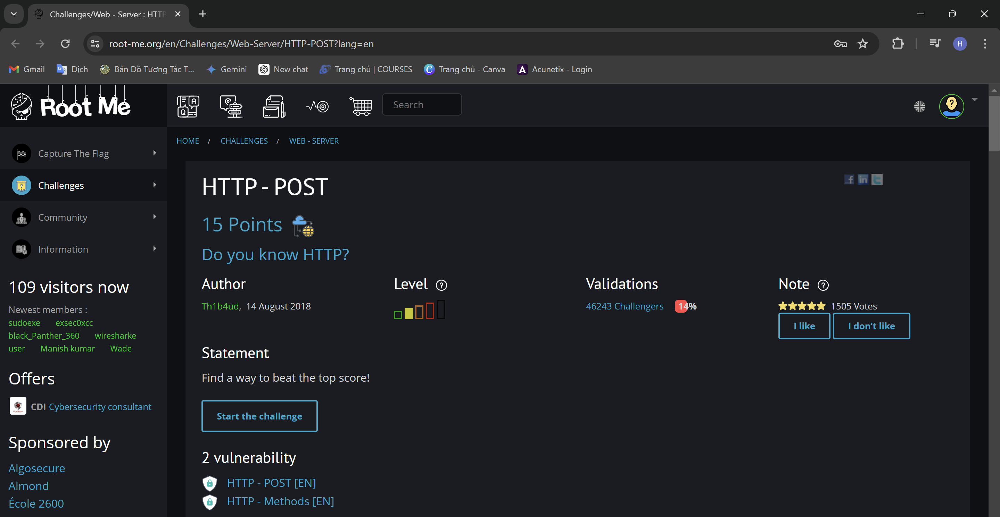 Challenges/Web - Server : HTTP
root-me.org/en/Challenges/Web-Server/HTTP-POST?lang=en
H
Gmail
Dịch
Bản Đồ Tương Tác T...
Gemini
New chat
Trang chủ | COURSES
Trang chủ - Canva
Acunetix - Login
Root Me
Search
HOME / CHALLENGES / WEB - SERVER
Capture The Flag
Challenges
Community
Information
109 visitors now
Newest members :
sudoexe exsec0xcc
black_Panther_360 wiresharke
user Manish kumar Wade
Offers
CDI Cybersecurity consultant
Sponsored by
Algosecure
Almond
École 2600
HTTP - POST
15 Points
Do you know HTTP?
Author
Th1b4ud, 14 August 2018
Level
Validations
46243 Challengers 14%
Note
1505 Votes
I like
I don’t like
Statement
Find a way to beat the top score!
Start the challenge
2 vulnerability
HTTP - POST [EN]
HTTP - Methods [EN]